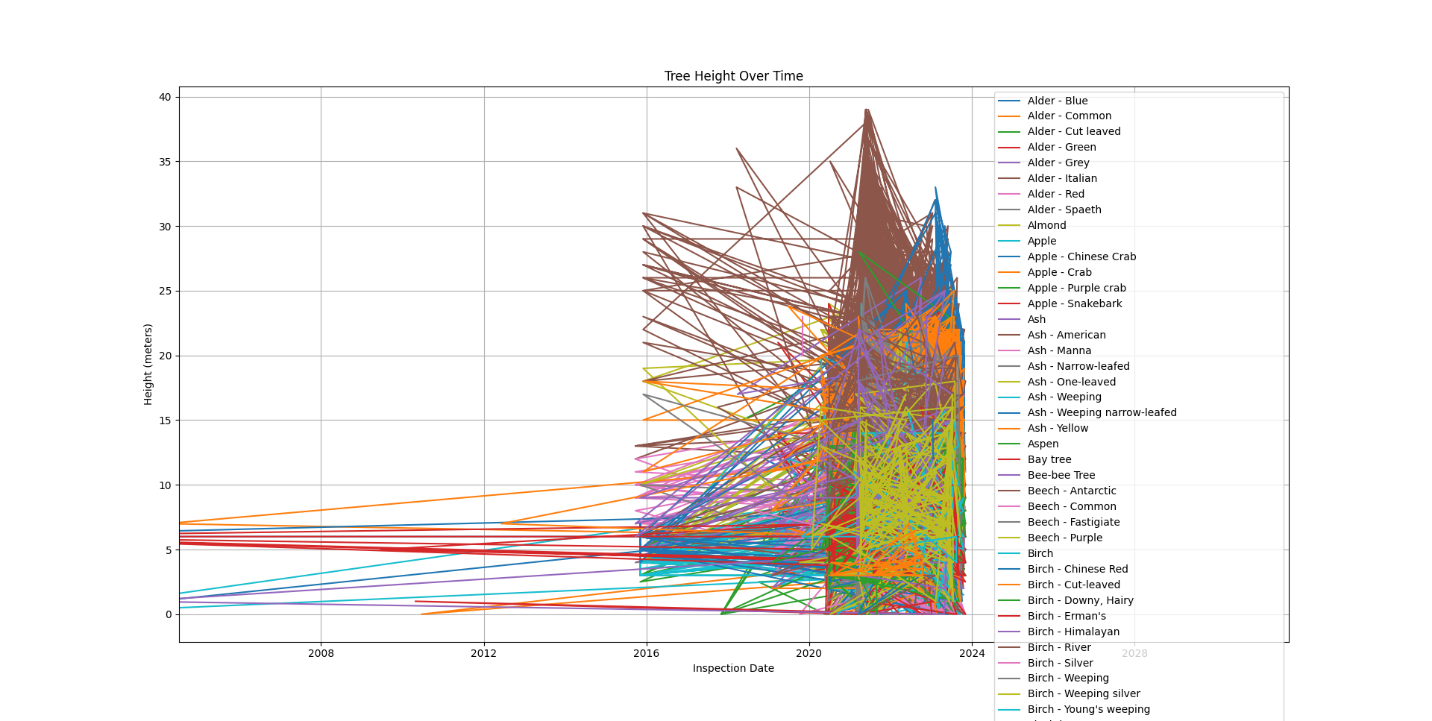 Tree Height Over Time
40
35
30
25
20
15
10
5
0
Height (meters)
2008
2012
2016
2020
2024
2028
Inspection Date
Alder - Blue
Alder - Common
Alder - Cut leaved
Alder - Green
Alder - Grey
Alder - Italian
Alder - Red
Alder - Spaeth
Almond
Apple
Apple - Chinese Crab
Apple - Crab
Apple - Purple crab
Apple - Snakebark
Ash
Ash - American
Ash - Manna
Ash - Narrow-leafed
Ash - One-leaved
Ash - Weeping
Ash - Weeping narrow-leafed
Ash - Yellow
Aspen
Bay tree
Bee-bee Tree
Beech - Antarctic
Beech - Common
Beech - Fastigiate
Beech - Purple
Birch
Birch - Chinese Red
Birch - Cut-leaved
Birch - Downy, Hairy
Birch - Erman's
Birch - Himalayan
Birch - River
Birch - Silver
Birch - Weeping
Birch - Weeping silver
Birch - Young's weeping